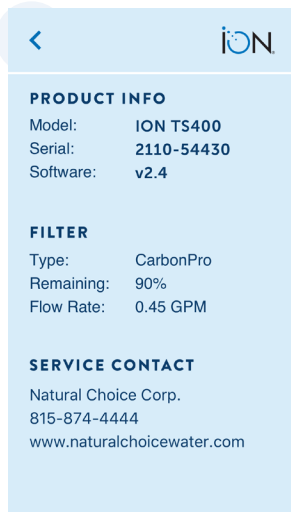 ION
PRODUCT INFO
Model: ION TS400
Serial: 2110-54430
Software: v2.4
FILTER
Type: CarbonPro
Remaining: 90%
Flow Rate: 0.45 GPM
SERVICE CONTACT
Natural Choice Corp.
815-874-4444
www.naturalchoicewater.com